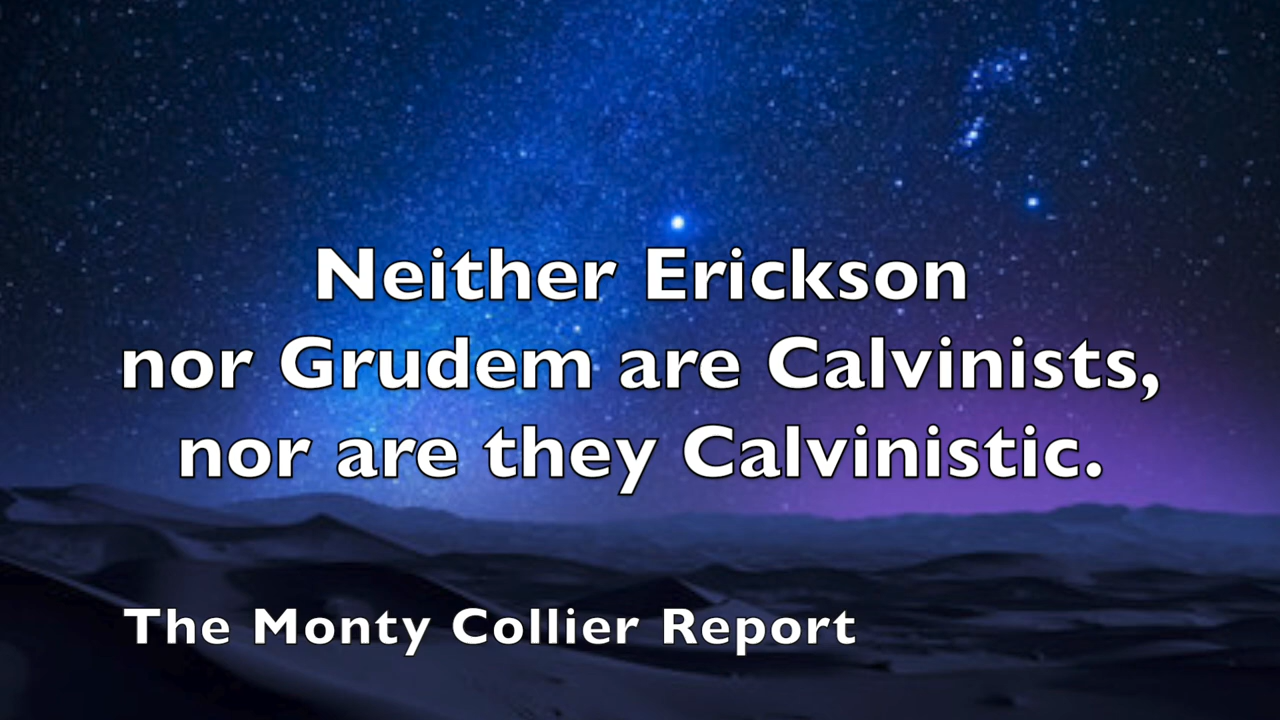 Neither Erickson
nor Grudem are Calvinists,
nor are they Calvinistic.
The Monty Collier Report